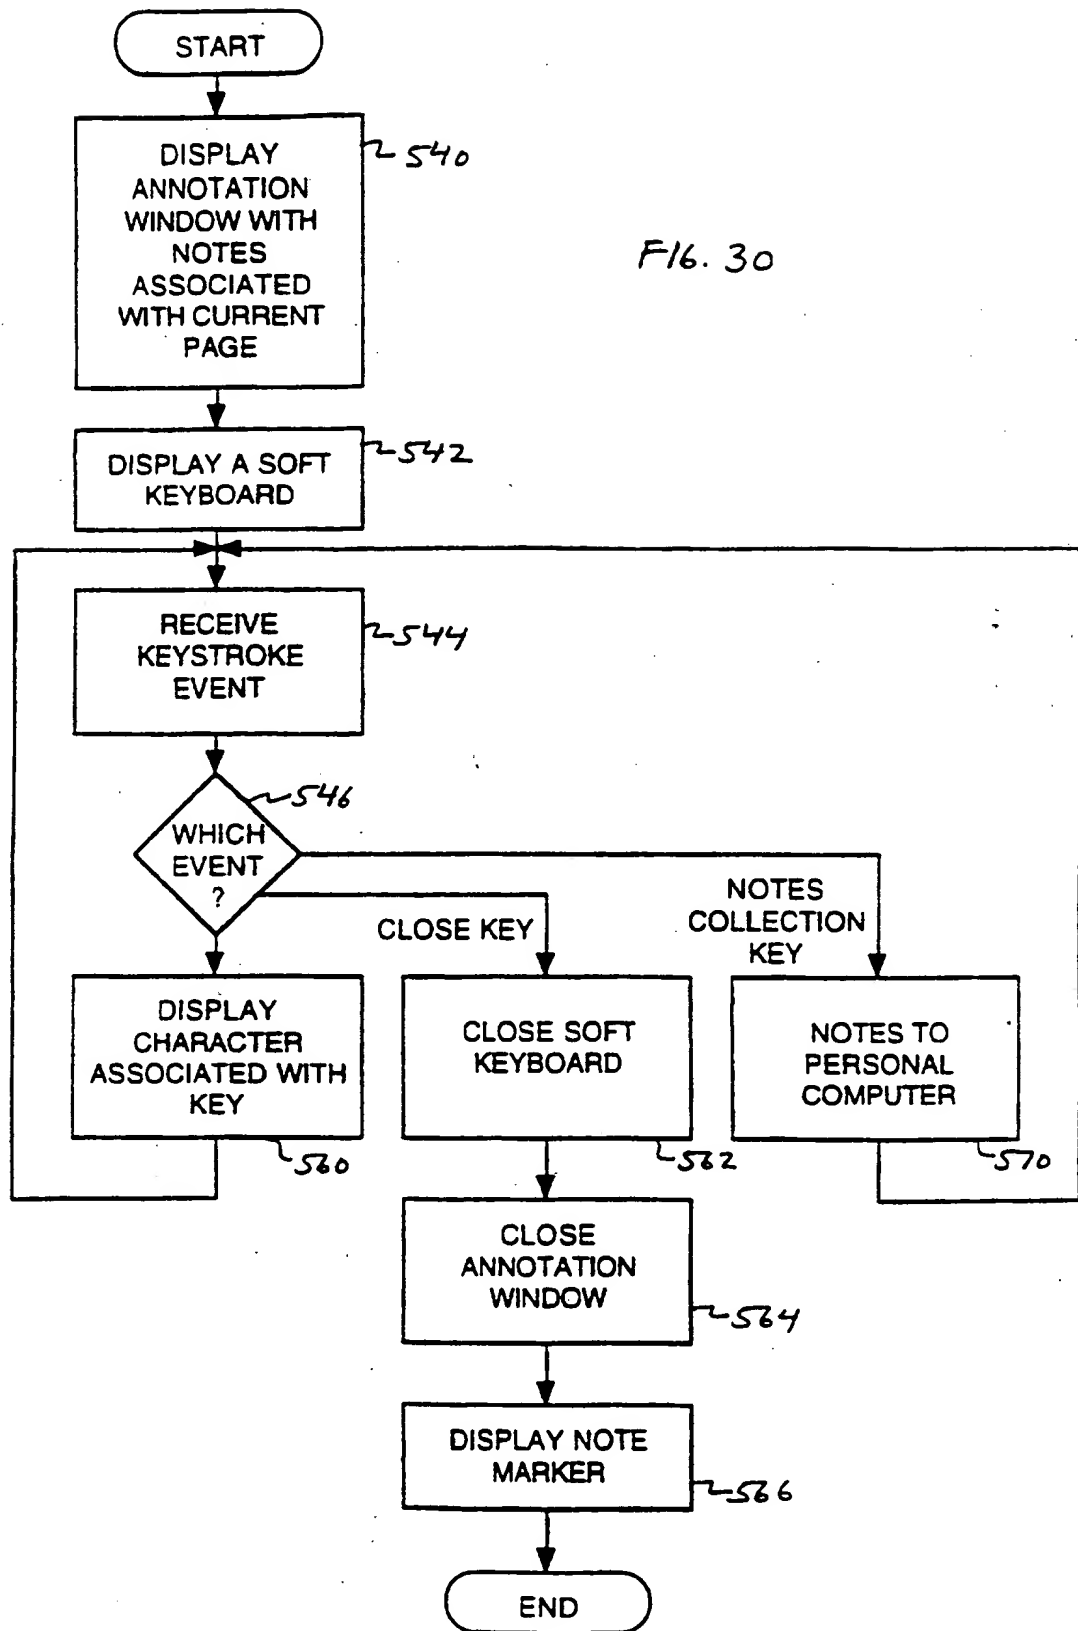 START
DISPLAY
ANNOTATION
WINDOW WITH
NOTES
ASSOCIATED
WITH CURRENT
PAGE
540
FIG. 30
DISPLAY A SOFT
KEYBOARD
542
RECEIVE
KEYSTROKE
EVENT
544
WHICH
EVENT
?
546
CLOSE KEY
NOTES
COLLECTION
KEY
DISPLAY
CHARACTER
ASSOCIATED WITH
KEY
560
CLOSE SOFT
KEYBOARD
562
NOTES TO
PERSONAL
COMPUTER
570
CLOSE
ANNOTATION
WINDOW
564
DISPLAY NOTE
MARKER
566
END